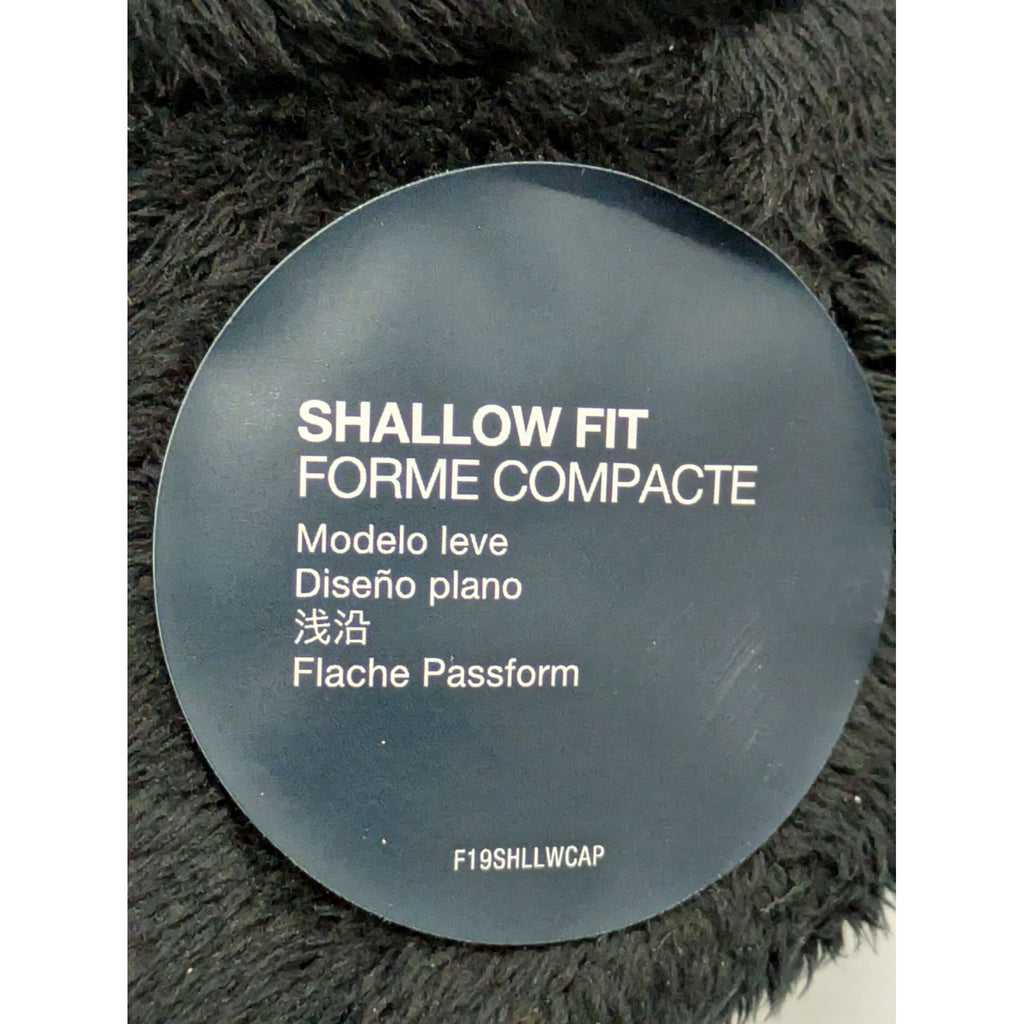 SHALLOW FIT
FORME COMPACTE
Modelo leve
Diseño plano
浅沿
Flache Passform
F19SHLLWCAP